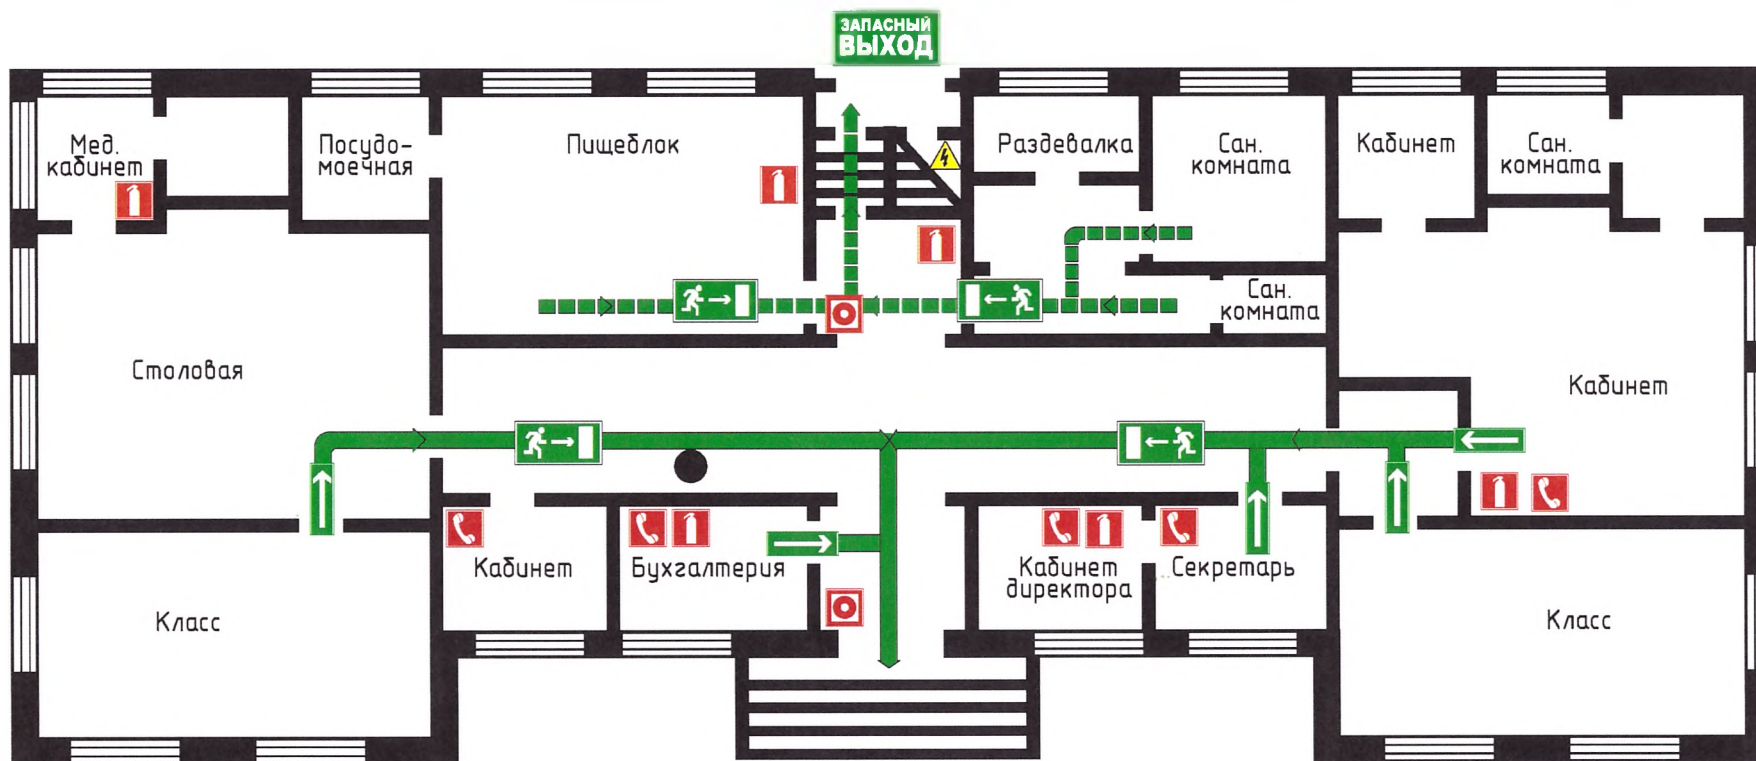 ЗАПАСНЫЙ
ВЫХОД
Мед.
кабинет
Посудо-
моечная
Пищеблок
Раздевалка
Сан.
комната
Кабинет
Сан.
комната
Сан.
комната
Столовая
Кабинет
Кабинет
Бухгалтерия
Кабинет
директора
Секретарь
Класс
Класс